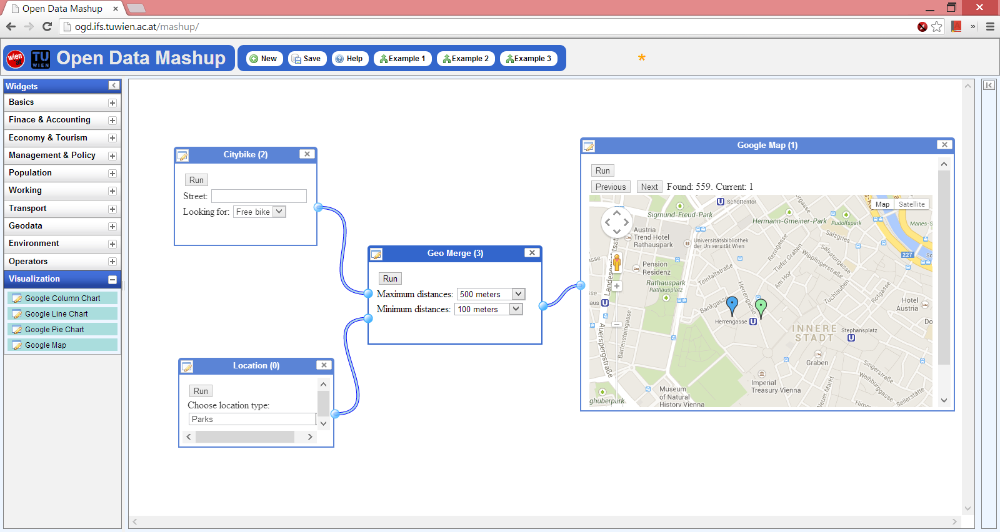 Open Data Mashup
ogd.ifs.tuwien.ac.at/mashup/
wien at
TU WIEN
Open Data Mashup
New
Save
Help
Example 1
Example 2
Example 3
*
Widgets
Basics
Finace & Accounting
Economy & Tourism
Management & Policy
Population
Working
Transport
Geodata
Environment
Operators
Visualization
Google Column Chart
Google Line Chart
Google Pie Chart
Google Map
Citybike (2)
Run
Street:
Looking for: Free bike
Location (0)
Run
Choose location type:
Parks
Geo Merge (3)
Run
Maximum distances: 500 meters
Minimum distances: 100 meters
Google Map (1)
Run
Previous Next Found: 559. Current: 1
Map Satellite
Schottentor
Sigmund-Freud-Park
Hermann-Gmeiner-Park
Rudolfspark
Manes-S
Austria
Trend Hotel
Rathauspark
Universitätsbibliothek
der Universität Wien
Salzgries
Salvatorgasse
Wipplingerstraße
Renngasse
Tiefer Graben
227
Pension
Residenz
Rathauspark
Rathausplatz
Landesgerichtsstr
Teinfaltstraße
Am Hof
Tuchlauben
Herrengasse
Bankgasse
Hotel
Austria
aus
Herrengasse
INNERE
STADT
Stephansplatz
Auerspergstraße
Bartensteingasse
Graben
Singerstraße
Weihburggasse
Seilerstätte
Imperial
Treasury Vienna
Neuer Markt
Himm
Museum
of Natural
History Vienna
ghuberpark